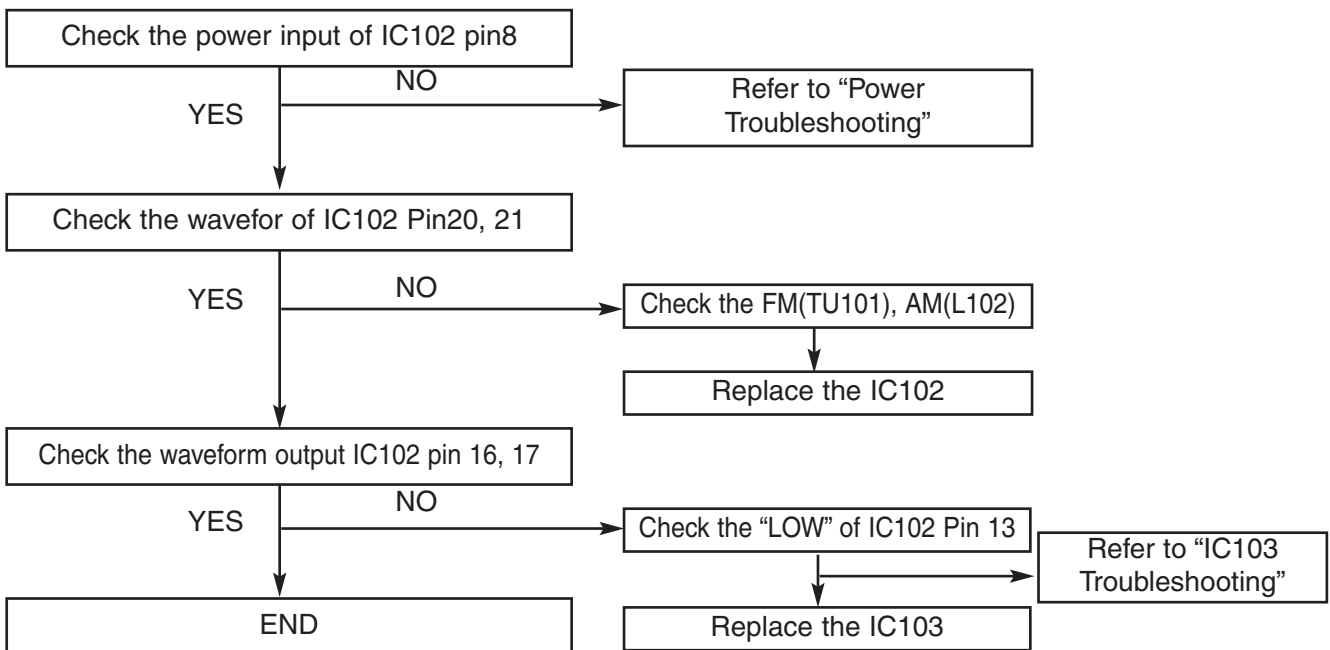 Check the power input of IC102 pin8
NO
YES
Refer to “Power
Troubleshooting”
Check the wavefor of IC102 Pin20, 21
NO
YES
Check the FM(TU101), AM(L102)
Replace the IC102
Check the waveform output IC102 pin 16, 17
NO
YES
Check the “LOW” of IC102 Pin 13
Refer to “IC103
Troubleshooting”
END
Replace the IC103